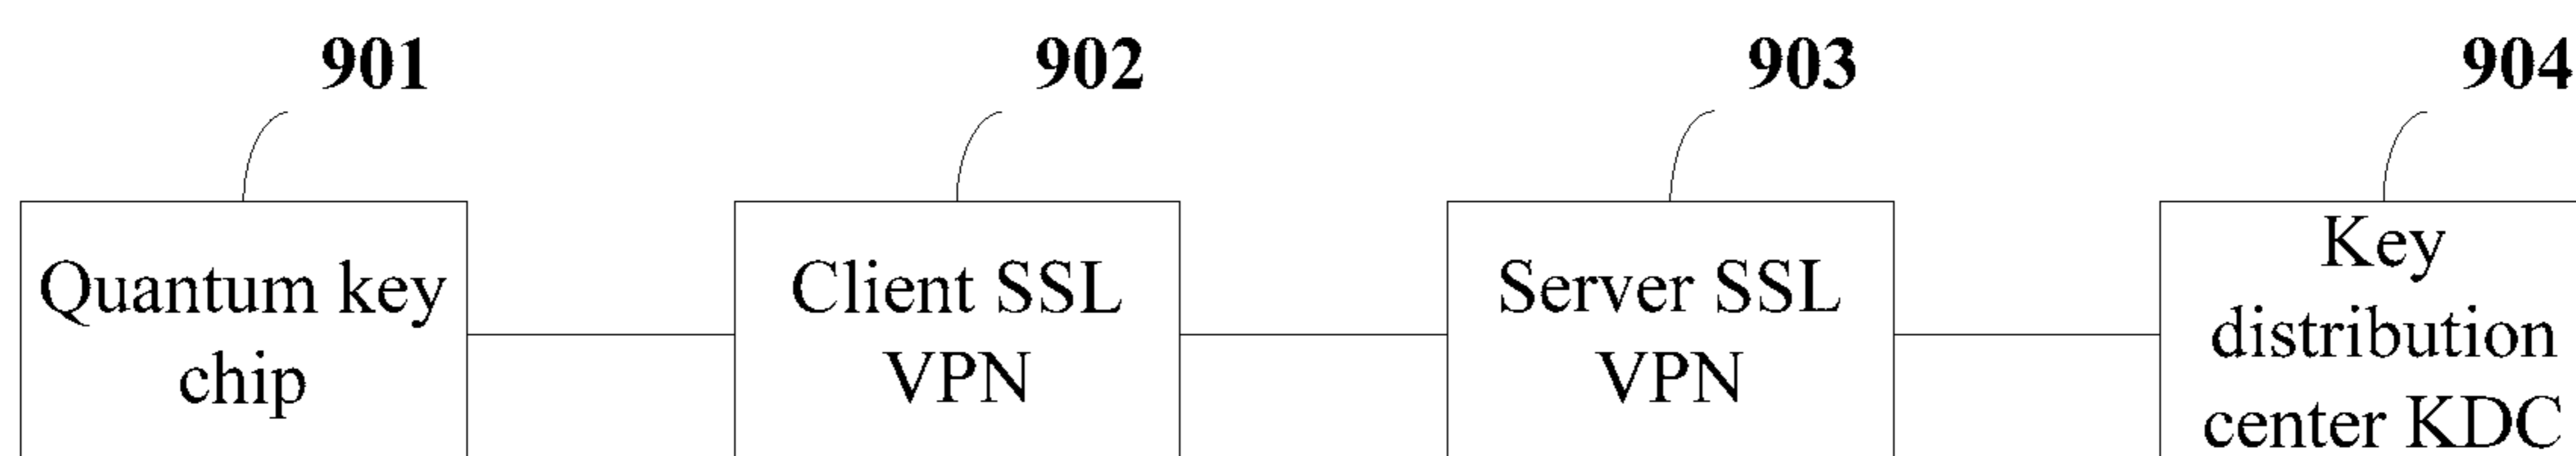 901
902
903
904
Quantum key
chip
Client SSL
VPN
Server SSL
VPN
Key
distribution
center KDC